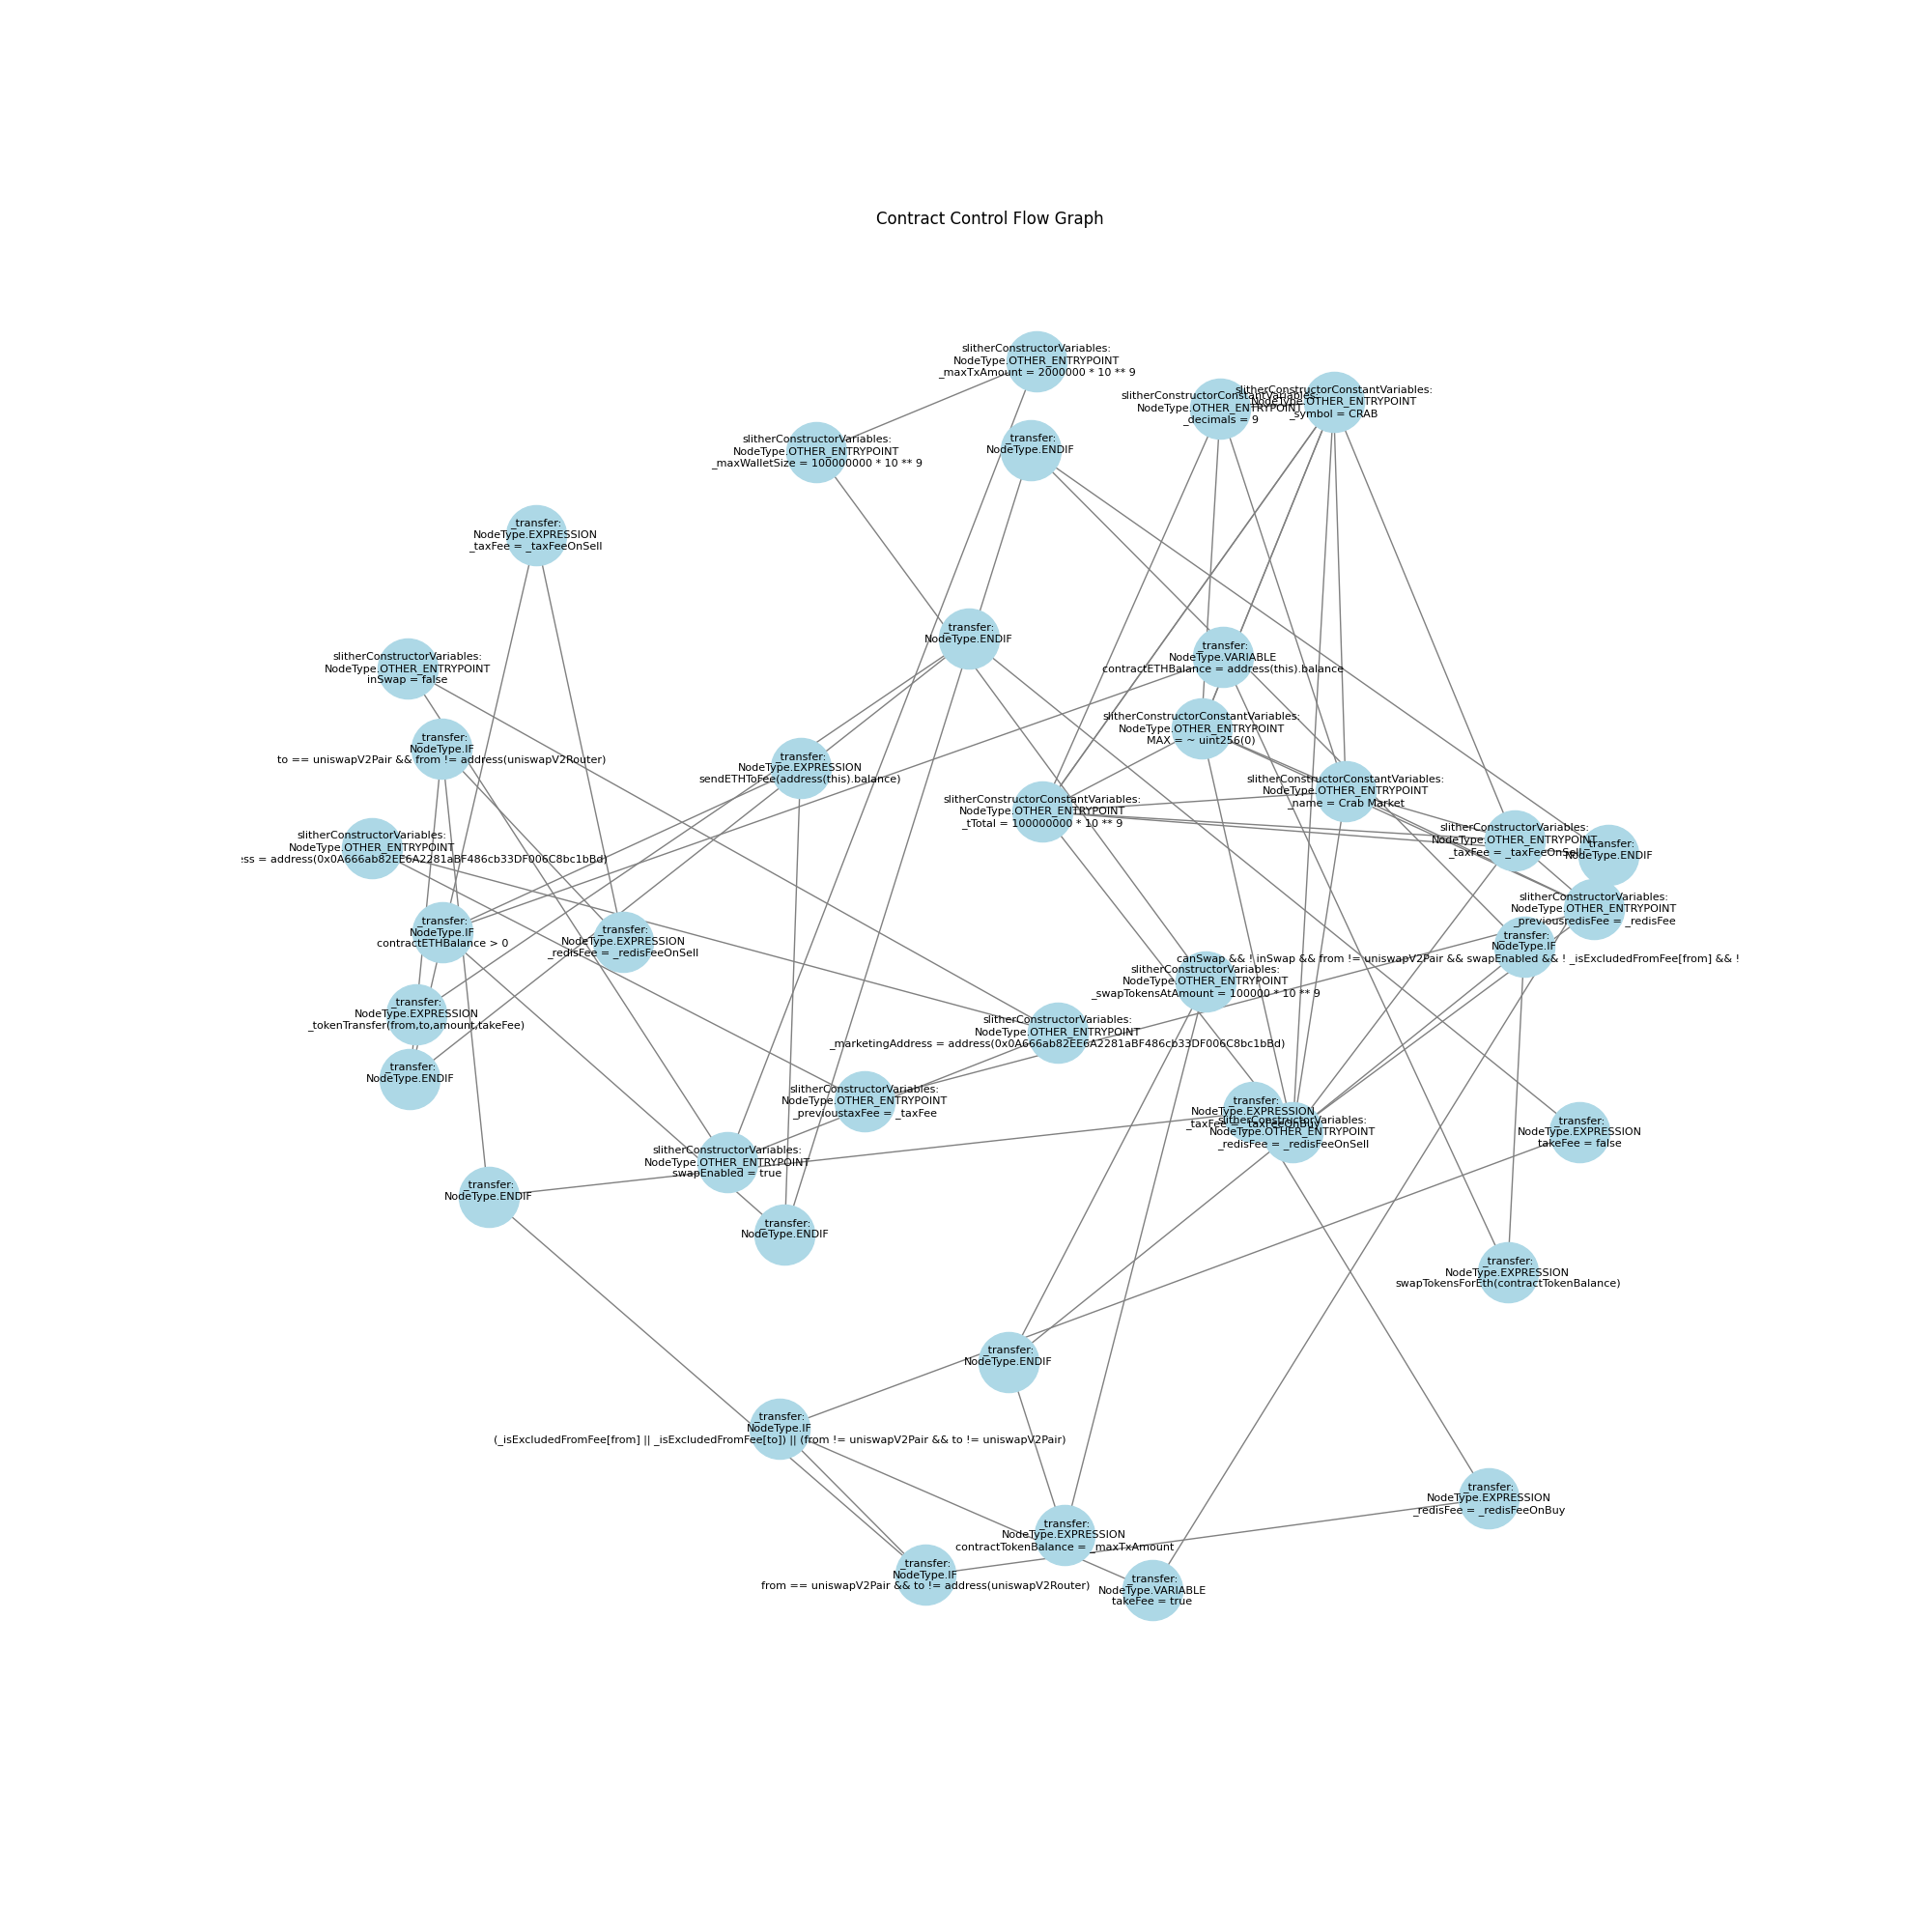 Contract Control Flow Graph
slitherConstructorVariables:
NodeType.OTHER_ENTRYPOINT
_maxTxAmount = 2000000 * 10 ** 9
slitherConstructorConstantVariables:
NodeType.OTHER_ENTRYPOINT
_decimals = 9
slitherConstructorConstantVariables:
NodeType.OTHER_ENTRYPOINT
_symbol = CRAB
slitherConstructorVariables:
NodeType.OTHER_ENTRYPOINT
_maxWalletSize = 100000000 * 10 ** 9
_transfer:
NodeType.ENDIF
_transfer:
NodeType.EXPRESSION
_taxFee = _taxFeeOnSell
_transfer:
NodeType.ENDIF
slitherConstructorVariables:
NodeType.OTHER_ENTRYPOINT
inSwap = false
_transfer:
NodeType.VARIABLE
contractETHBalance = address(this).balance
slitherConstructorConstantVariables:
NodeType.OTHER_ENTRYPOINT
MAX = ~ uint256(0)
_transfer:
NodeType.IF
to == uniswapV2Pair && from != address(uniswapV2Router)
_transfer:
NodeType.EXPRESSION
sendETHToFee(address(this).balance)
slitherConstructorConstantVariables:
NodeType.OTHER_ENTRYPOINT
_name = Crab Market
slitherConstructorConstantVariables:
NodeType.OTHER_ENTRYPOINT
_tTotal = 100000000 * 10 ** 9
slitherConstructorVariables:
NodeType.OTHER_ENTRYPOINT
_taxFee = _taxFeeOnSell
_transfer:
NodeType.ENDIF
slitherConstructorVariables:
NodeType.OTHER_ENTRYPOINT
ess = address(0x0A666ab82EE6A2281aBF486cb33DF006C8bc1bBd)
slitherConstructorVariables:
NodeType.OTHER_ENTRYPOINT
_previousredisFee = _redisFee
_transfer:
NodeType.IF
contractETHBalance > 0
_transfer:
NodeType.EXPRESSION
_redisFee = _redisFeeOnSell
_transfer:
NodeType.IF
canSwap && ! inSwap && from != uniswapV2Pair && swapEnabled && ! _isExcludedFromFee[from] && !
slitherConstructorVariables:
NodeType.OTHER_ENTRYPOINT
_swapTokensAtAmount = 100000 * 10 ** 9
_transfer:
NodeType.EXPRESSION
_tokenTransfer(from,to,amount,takeFee)
slitherConstructorVariables:
NodeType.OTHER_ENTRYPOINT
_marketingAddress = address(0x0A666ab82EE6A2281aBF486cb33DF006C8bc1bBd)
_transfer:
NodeType.ENDIF
slitherConstructorVariables:
NodeType.OTHER_ENTRYPOINT
_previoustaxFee = _taxFee
_transfer:
NodeType.EXPRESSION
_taxFee = _taxFeeOnBuy
slitherConstructorVariables:
NodeType.OTHER_ENTRYPOINT
_redisFee = _redisFeeOnSell
_transfer:
NodeType.EXPRESSION
takeFee = false
slitherConstructorVariables:
NodeType.OTHER_ENTRYPOINT
swapEnabled = true
_transfer:
NodeType.ENDIF
_transfer:
NodeType.ENDIF
_transfer:
NodeType.EXPRESSION
swapTokensForEth(contractTokenBalance)
_transfer:
NodeType.ENDIF
_transfer:
NodeType.IF
(_isExcludedFromFee[from] || _isExcludedFromFee[to]) || (from != uniswapV2Pair && to != uniswapV2Pair)
_transfer:
NodeType.EXPRESSION
_redisFee = _redisFeeOnBuy
_transfer:
NodeType.EXPRESSION
contractTokenBalance = _maxTxAmount
_transfer:
NodeType.IF
from == uniswapV2Pair && to != address(uniswapV2Router)
_transfer:
NodeType.VARIABLE
takeFee = true